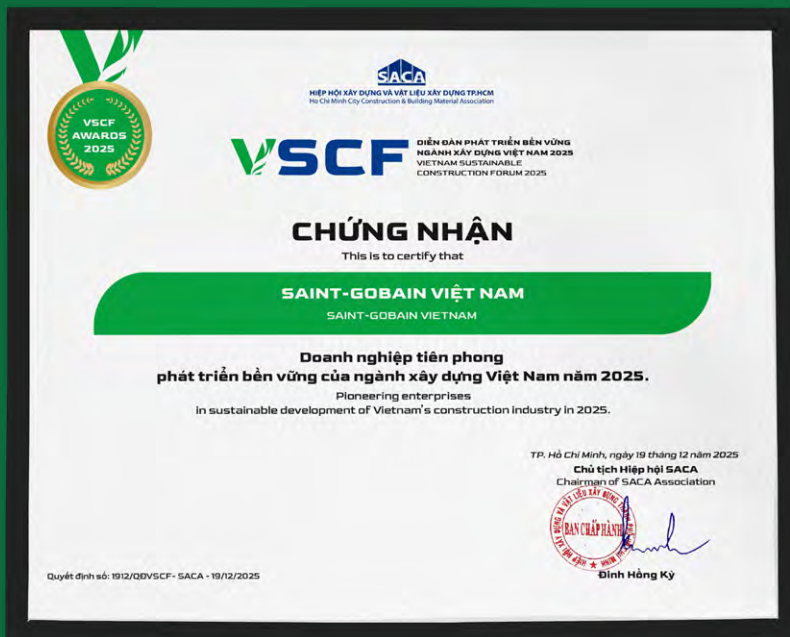 VSCF
AWARDS
2025
SACA
HIỆP HỘI XÂY DỰNG VÀ VẬT LIỆU XÂY DỰNG TP.HCM
Ho Chi Minh City Construction & Building Material Association
VSCF
DIỄN ĐÀN PHÁT TRIỂN BỀN VỮNG
NGÀNH XÂY DỰNG VIỆT NAM 2025
VIETNAM SUSTAINABLE
CONSTRUCTION FORUM 2025
CHỨNG NHẬN
This is to certify that
SAINT-GOBAIN VIỆT NAM
SAINT-GOBAIN VIETNAM
Doanh nghiệp tiên phong
phát triển bền vững của ngành xây dựng Việt Nam năm 2025.
Pioneering enterprises
in sustainable development of Vietnam's construction industry in 2025.
TP. Hồ Chí Minh, ngày 19 tháng 12 năm 2025
Chủ tịch Hiệp hội SACA
Chairman of SACA Association
BAN CHẤP HÀNH
Đinh Hồng Kỳ
Quyết định số: 1912/QĐVSCF- SACA - 19/12/2025